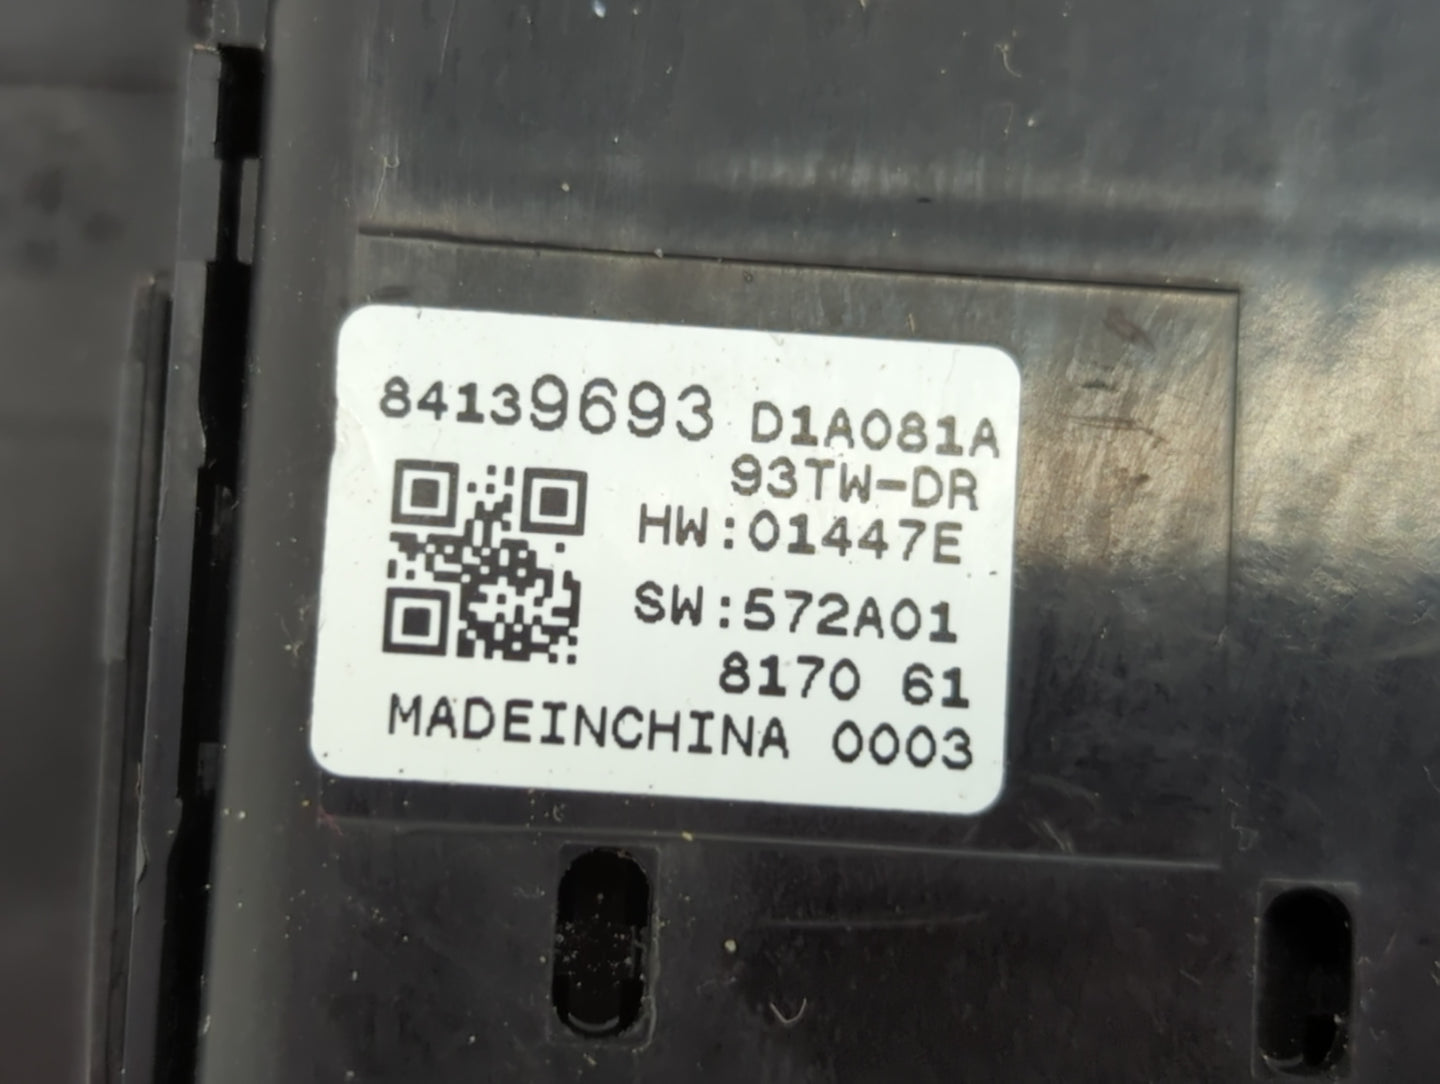 84139693 D1A081A
93TW-DR
HW:01447E
SW:572A01
8170 61
MADEINCHINA 0003